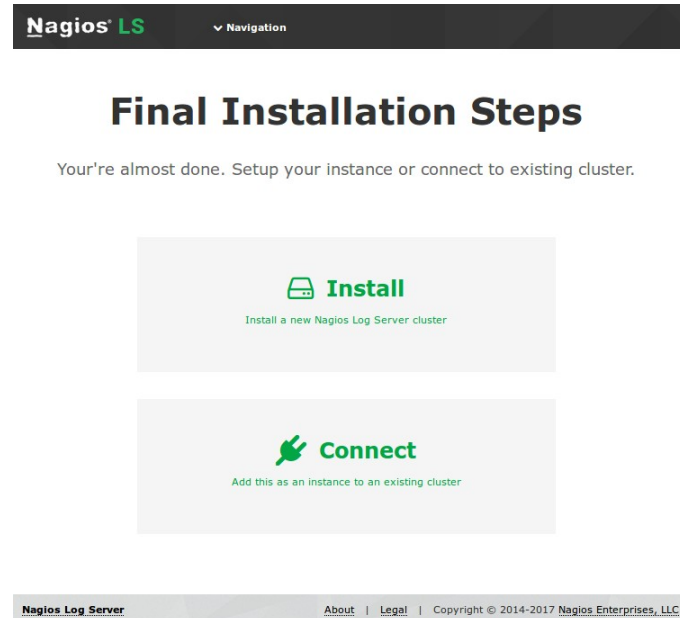 Nagios® LS Navigation
Final Installation Steps
Your're almost done. Setup your instance or connect to existing cluster.
Install
Install a new Nagios Log Server cluster
Connect
Add this as an instance to an existing cluster
Nagios Log Server About | Legal | Copyright © 2014-2017 Nagios Enterprises, LLC